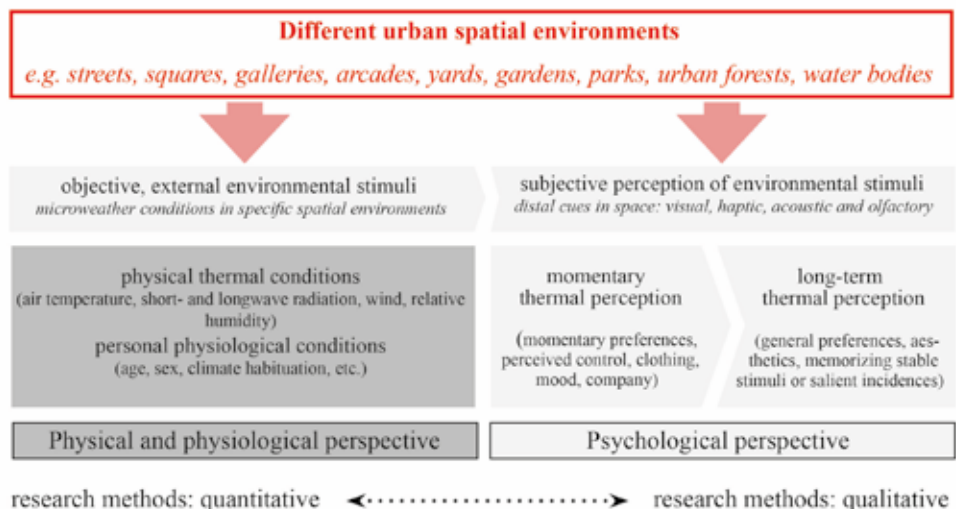 Different urban spatial environments
e.g. streets, squares, galleries, arcades, yards, gardens, parks, urban forests, water bodies
objective, external environmental stimuli
microweather conditions in specific spatial environments
subjective perception of environmental stimuli
distal cues in space: visual, haptic, acoustic and olfactory
physical thermal conditions
(air temperature, short- and longwave radiation, wind, relative
humidity)
personal physiological conditions
(age, sex, climate habituation, etc.)
momentary
thermal perception
(momentary preferences,
perceived control, clothing,
mood, company)
long-term
thermal perception
(general preferences, aes-
thetics, memorizing stable
stimuli or salient incidences)
Physical and physiological perspective
Psychological perspective
research methods: quantitative
research methods: qualitative